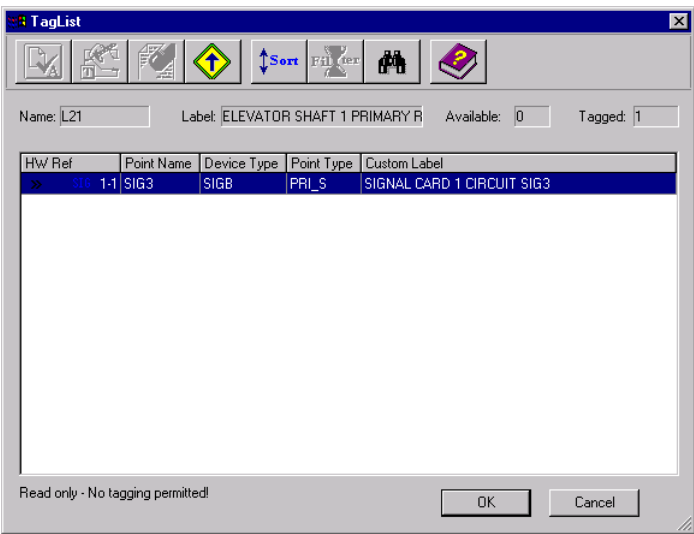 TagList
Sort
Filter
Name: L21 Label: ELEVATOR SHAFT 1 PRIMARY R Available: 0 Tagged: 1
HW Ref Point Name Device Type Point Type Custom Label
1-1 SIG3 SIGB PRI_S SIGNAL CARD 1 CIRCUIT SIG3
Read only - No tagging permitted!
OK Cancel